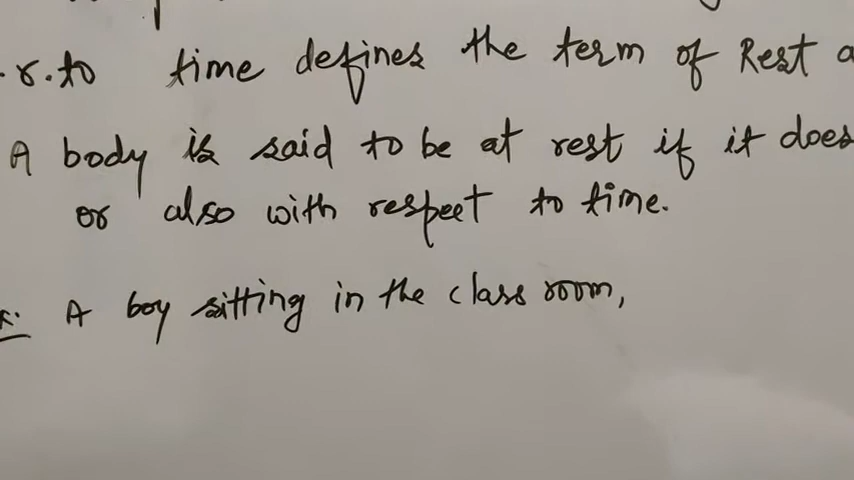 .r.to time defines the term of Rest a
A body is said to be at rest if it does
or also with respect to time.
A boy sitting in the class room,